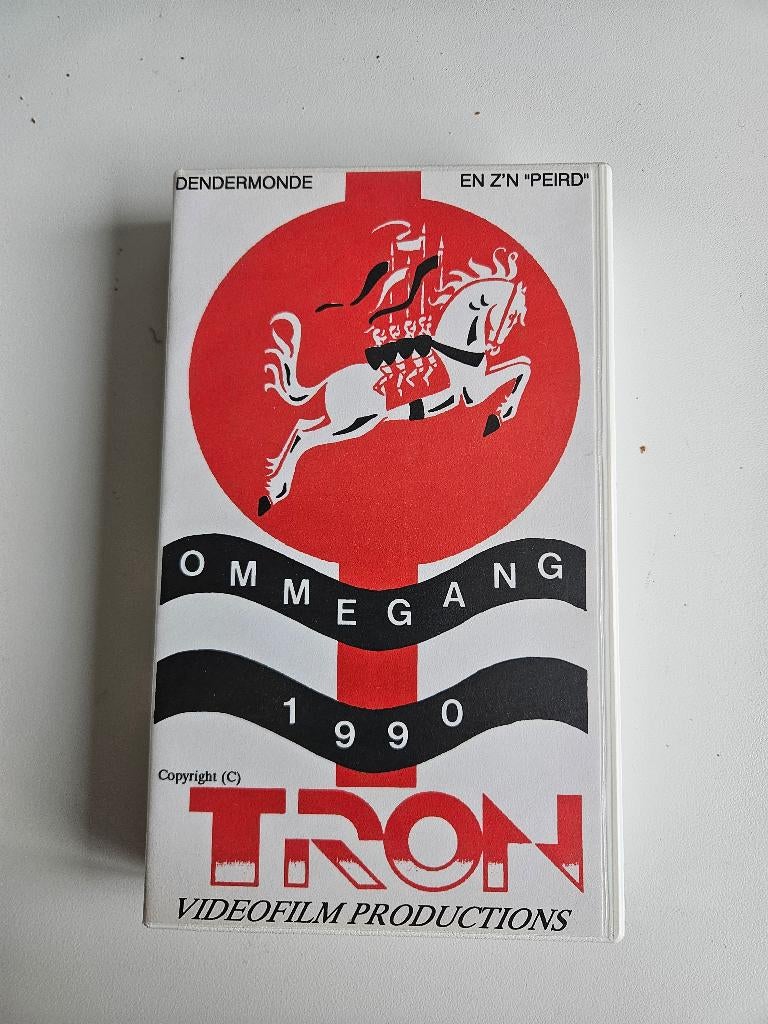 DENDERMONDE EN Z'N "PEIRD"
OMMEGANG
1990
Copyright (C)
TRON
VIDEOFILM PRODUCTIONS